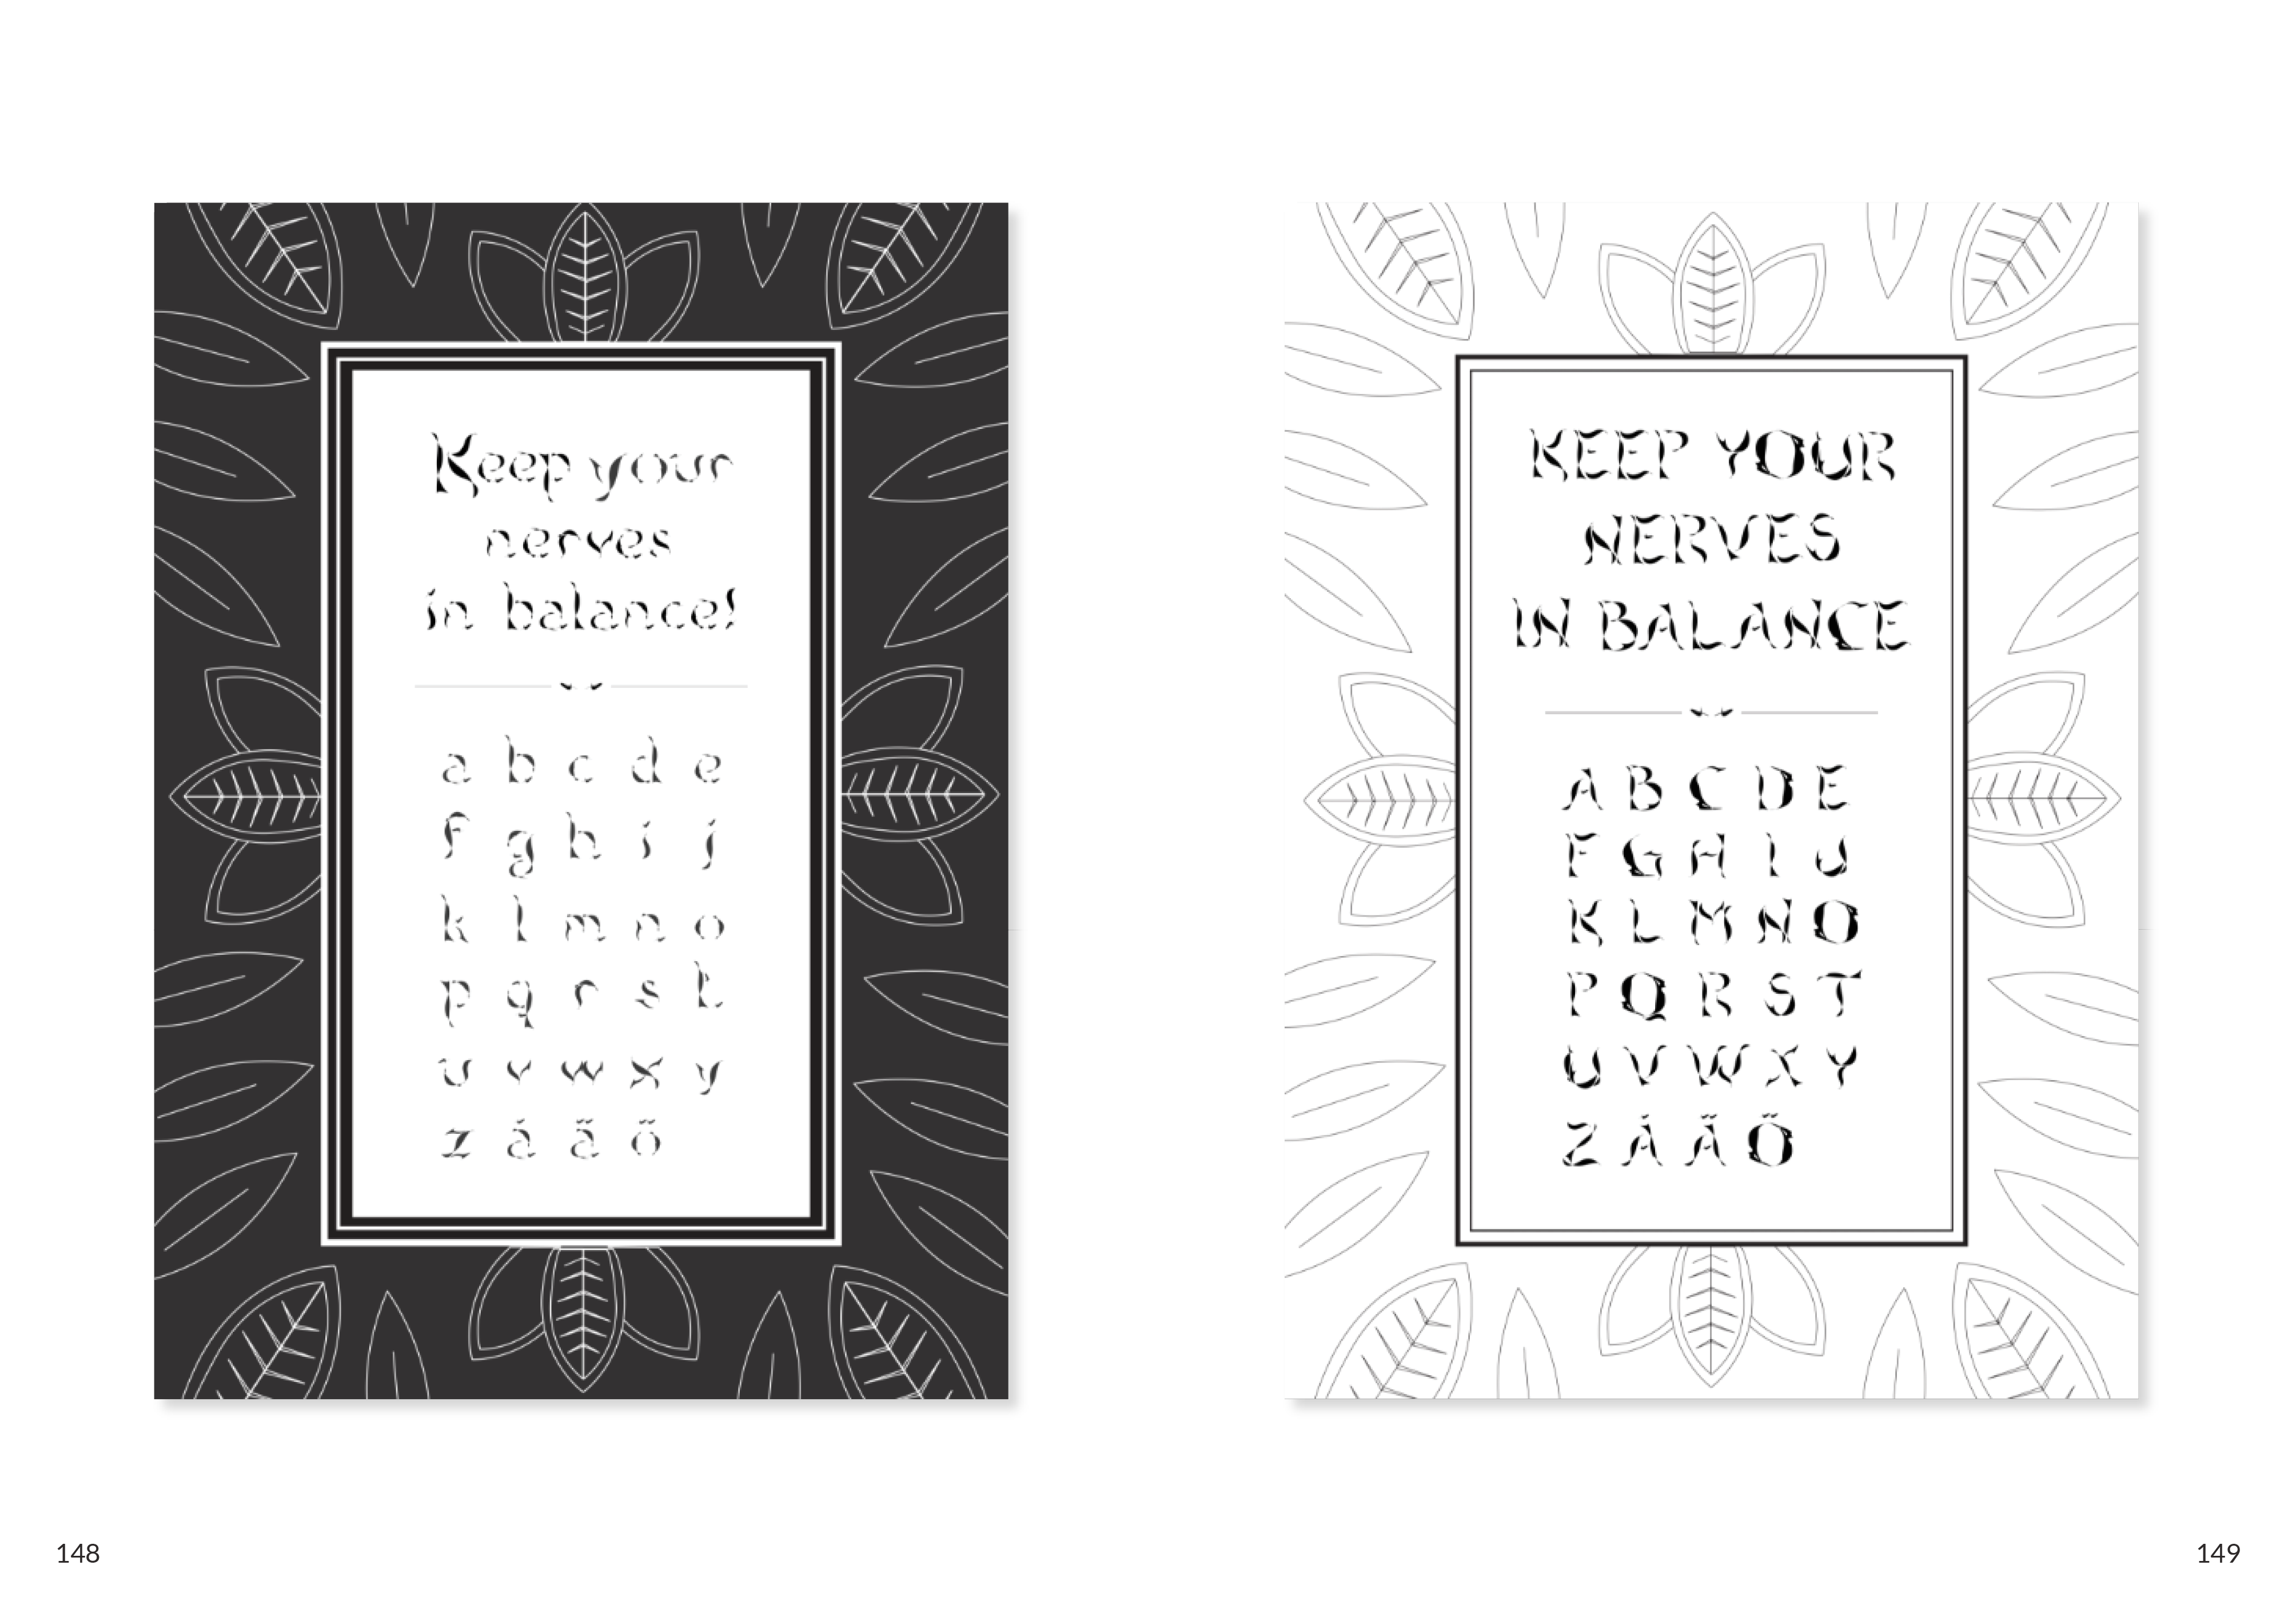 Keep your
nerves
in balance!
a b c d e
f g h i j
k l m n o
p q r s t
u v w x y
z å ä ö
148
KEEP YOUR
NERVES
IN BALANCE
A B C D E
F G H I J
K L M N O
P Q R S T
U V W X Y
Z Å Ä Ö
149